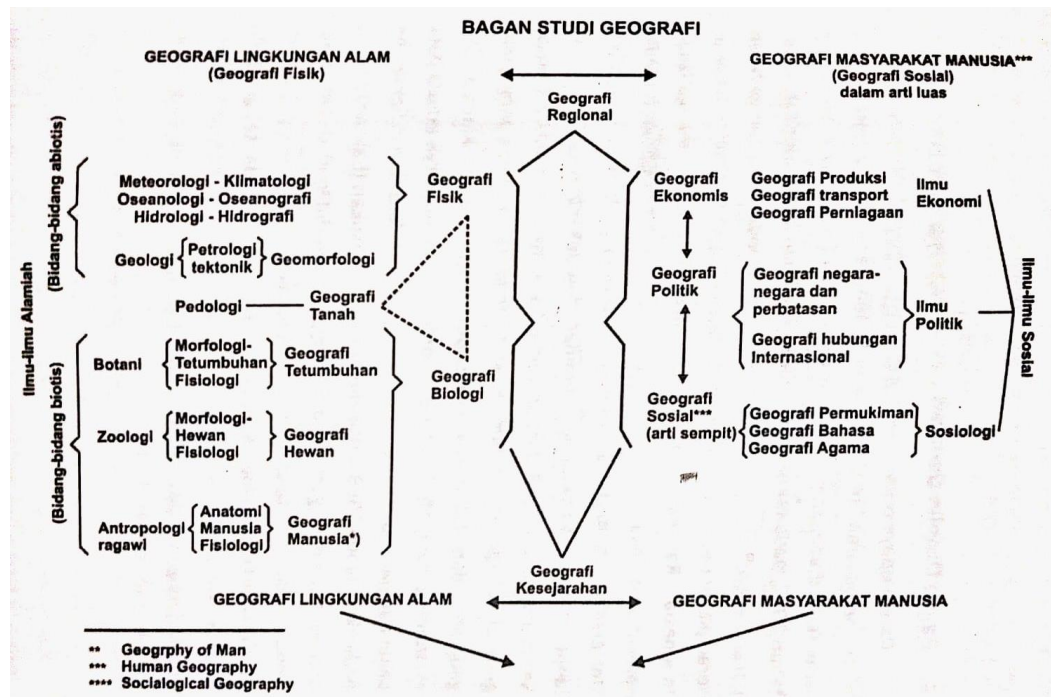 BAGAN STUDI GEOGRAFI
GEOGRAFI LINGKUNGAN ALAM
(Geografi Fisik)
GEOGRAFI MASYARAKAT MANUSIA***
(Geografi Sosial)
dalam arti luas
Geografi
Regional
Ilmu-ilmu Alamiah
(Bidang-bidang abiotis)
Meteorologi - Klimatologi
Oseanologi - Oseanografi
Hidrologi - Hidrografi
Geologi
Petrologi
tektonik
Geomorfologi
Geografi
Fisik
Pedologi
Geografi
Tanah
(Bidang-bidang biotis)
Botani
Morfologi-
Tetumbuhan
Fisiologi
Geografi
Tetumbuhan
Geografi
Biologi
Zoologi
Morfologi-
Hewan
Fisiologi
Geografi
Hewan
Antropologi
ragawi
Anatomi
Manusia
Fisiologi
Geografi
Manusia*)
Geografi
Ekonomis
Geografi Produksi
Geografi transport
Geografi Perniagaan
Ilmu
Ekonomi
Geografi
Politik
Geografi negara-
negara dan
perbatasan
Geografi hubungan
Internasional
Ilmu
Politik
Ilmu-Ilmu Sosial
Geografi
Sosial***
(arti sempit)
Geografi Permukiman
Geografi Bahasa
Geografi Agama
Sosiologi
Geografi
Kesejarahan
GEOGRAFI LINGKUNGAN ALAM
GEOGRAFI MASYARAKAT MANUSIA
** Geogrphy of Man
*** Human Geography
**** Socialogical Geography